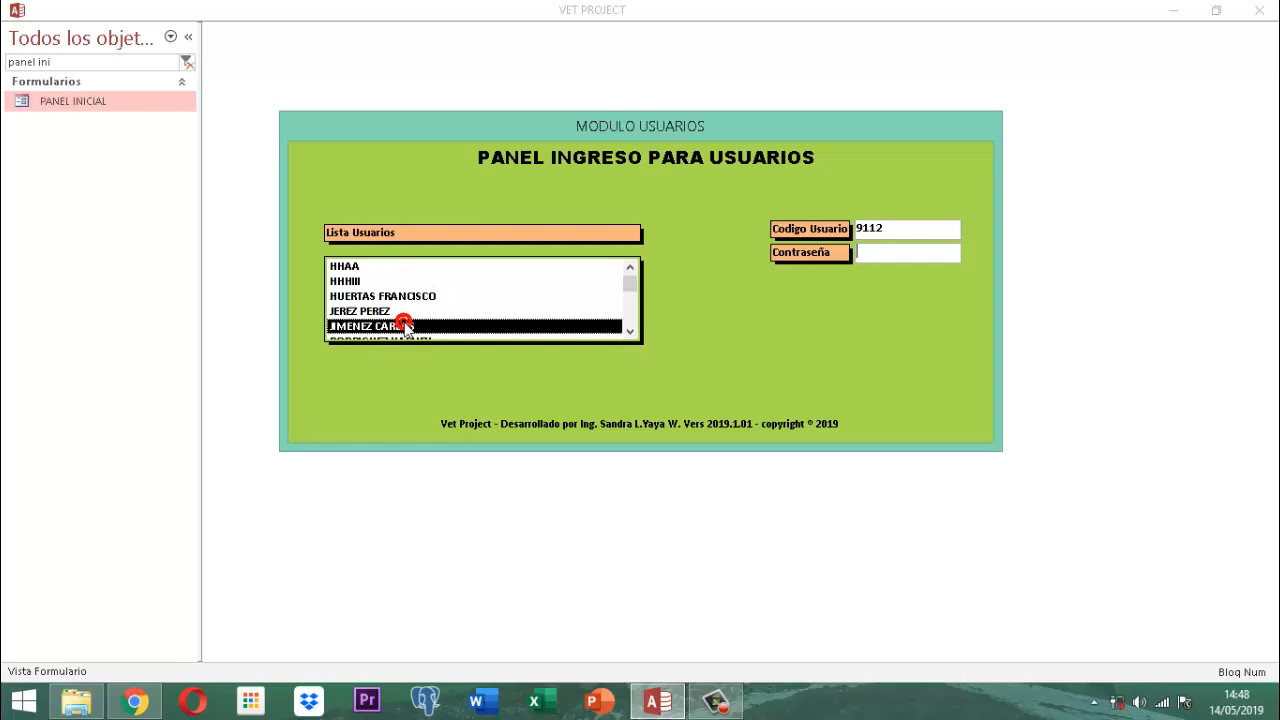 VET PROJECT
Todos los objet...
panel ini
Formularios
PANEL INICIAL
MODULO USUARIOS
PANEL INGRESO PARA USUARIOS
Lista Usuarios
Codigo Usuario 9112
Contraseña
HHAA
HHHIII
HUERTAS FRANCISCO
JEREZ PEREZ
JIMENEZ
Vet Project - Desarrollado por Ing. Sandra L.Yaya W. Vers 2019.1.01 - copyright ® 2019
Vista Formulario
Bloq Num
Pr
14:48
14/05/2019